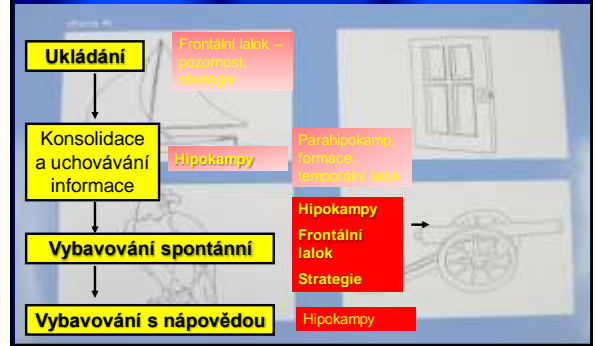 Ukládání
Frontální lalok –
pozornost,
strategie
Konsolidace
a uchovávání
informace
Hipokampy
Parahipokamp.
formace,
temporální lalok
Hipokampy
Frontální
lalok
Strategie
Vybavování spontánní
Vybavování s nápovědou
Hipokampy